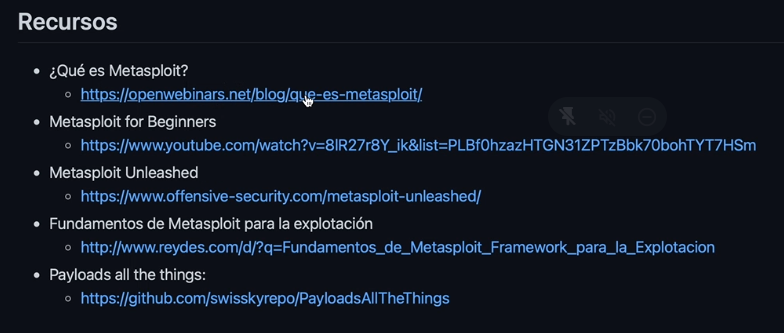 Recursos
¿Qué es Metasploit?
https://openwebinars.net/blog/que-es-metasploit/
Metasploit for Beginners
https://www.youtube.com/watch?v=8lR27r8Y_ik&list=PLBf0hzazHTGN31ZPTzBbk70bohTYT7HSm
Metasploit Unleashed
https://www.offensive-security.com/metasploit-unleashed/
Fundamentos de Metasploit para la explotación
http://www.reydes.com/d/?q=Fundamentos_de_Metasploit_Framework_para_la_Explotacion
Payloads all the things:
https://github.com/swisskyrepo/PayloadsAllTheThings